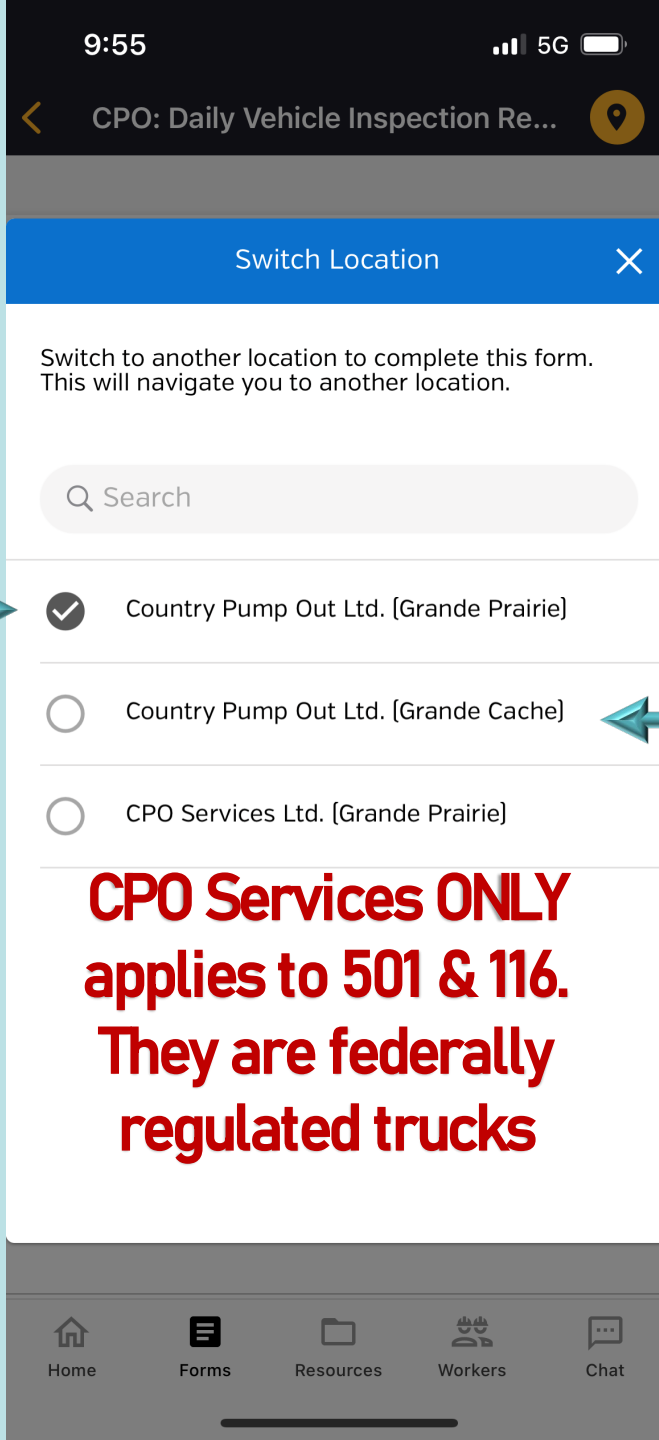 9:55
5G
CPO: Daily Vehicle Inspection Re...
Switch Location
Switch to another location to complete this form.
This will navigate you to another location.
Search
Country Pump Out Ltd. (Grande Prairie)
Country Pump Out Ltd. (Grande Cache)
CPO Services Ltd. (Grande Prairie)
CPO Services ONLY
applies to 501 & 116.
They are federally
regulated trucks
Home Forms Resources Workers Chat